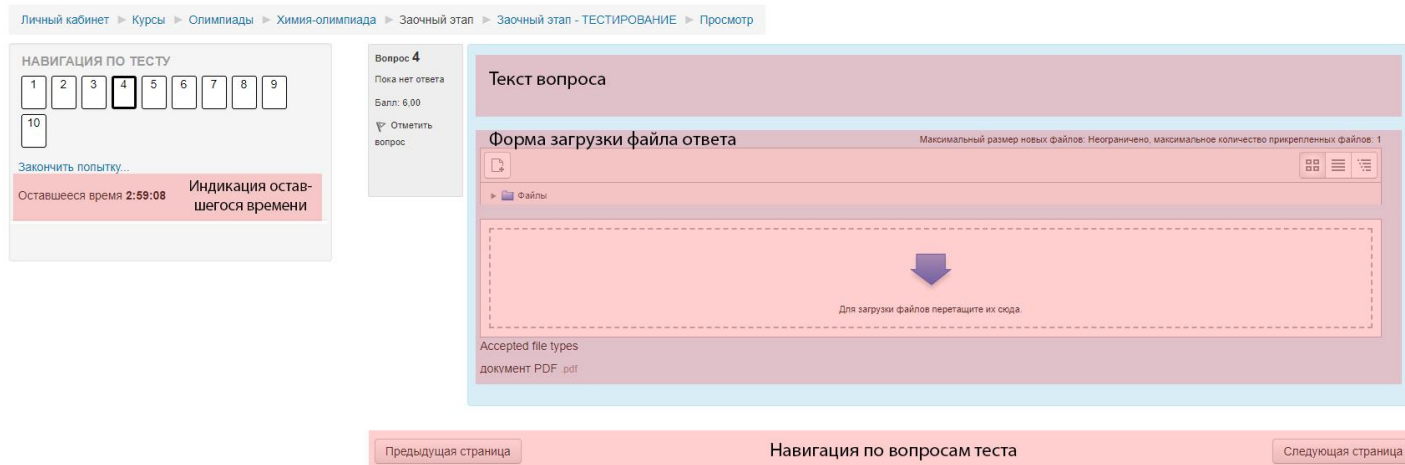 Личный кабинет ► Курсы ► Олимпиады ► Химия-олимпиада ► Заочный этап ► Заочный этап - ТЕСТИРОВАНИЕ ► Просмотр
НАВИГАЦИЯ ПО ТЕСТУ
1 2 3 4 5 6 7 8 9
10
Закончить попытку...
Оставшееся время 2:59:08
Индикация остав-
шегося времени
Вопрос 4
Пока нет ответа
Балл: 6,00
Отметить
вопрос
Текст вопроса
Форма загрузки файла ответа
Максимальный размер новых файлов: Неограничено, максимальное количество прикрепленных файлов: 1
► Файлы
Для загрузки файлов перетащите их сюда.
Accepted file types
документ PDF .pdf
Предыдущая страница
Навигация по вопросам теста
Следующая страница